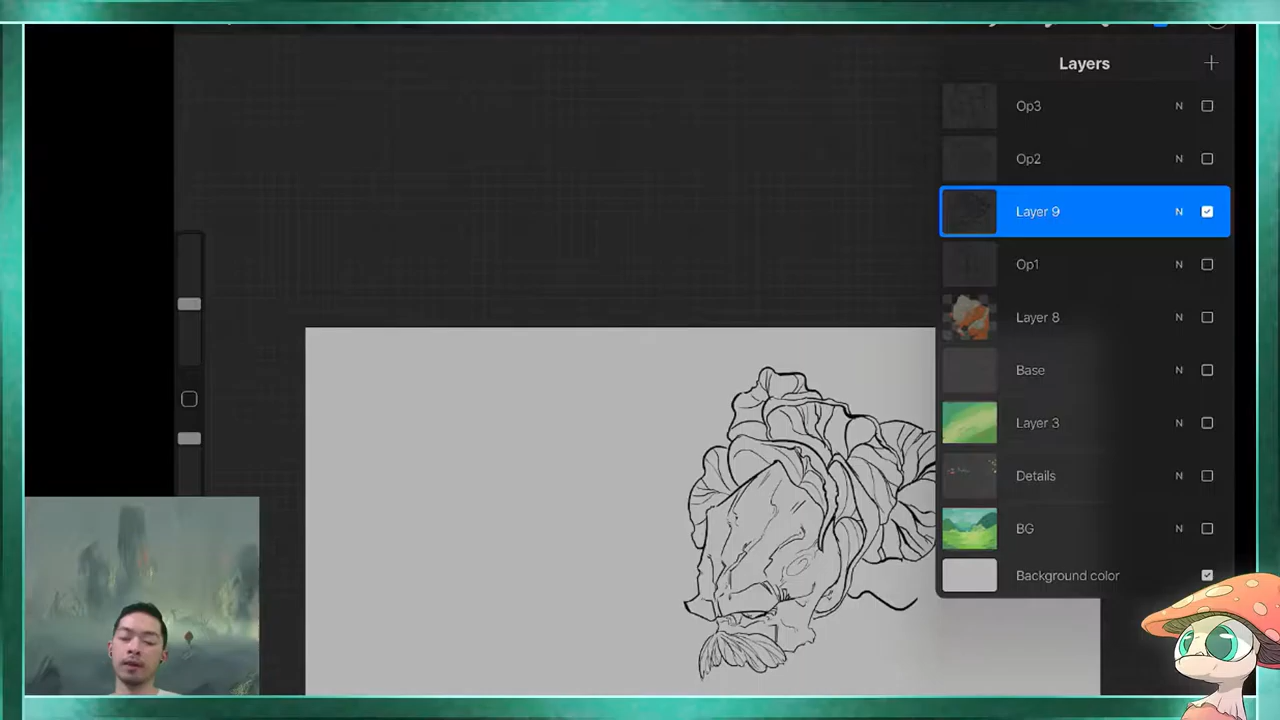 Layers
Op3 N
Op2 N
Layer 9 N
Op1 N
Layer 8 N
Base N
Layer 3 N
Details N
BG N
Background color